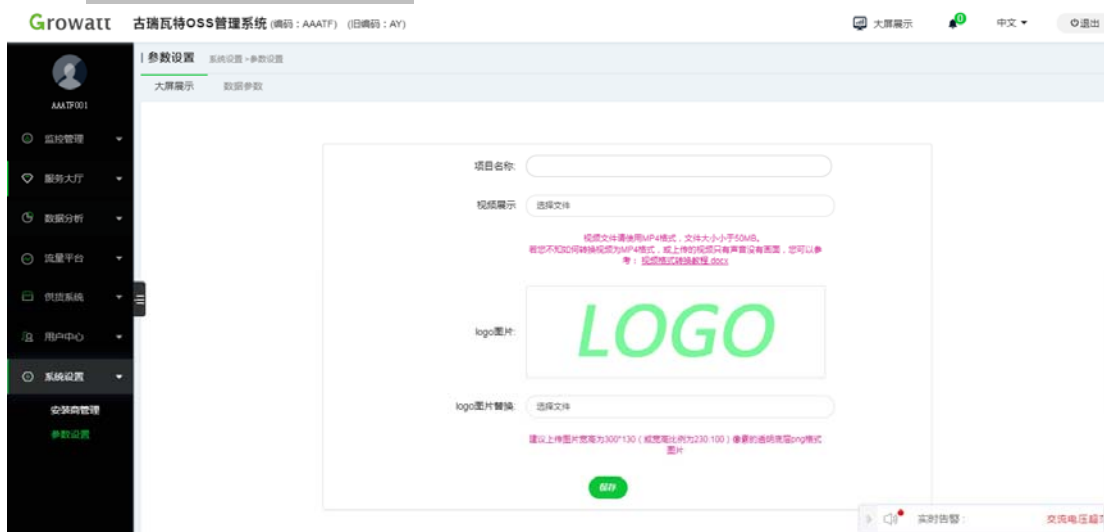 Growatt 古瑞瓦特OSS管理系统 (编码：AAATF) (旧编码：AY) 大屏展示 0 中文 退出
AAATF001
监控管理
服务大厅
数据分析
流量平台
供货系统
用户中心
系统设置
安装商管理
参数设置
参数设置 系统设置>参数设置
大屏展示 数据参数
项目名称:
视频展示: 选择文件
视频文件请使用MP4格式，文件大小小于50MB。
若您不知如何转换视频为MP4格式，或上传的视频只有声音没有画面，您可以参
考：视频格式转换教程.docx
logo图片:
LOGO
logo图片替换: 选择文件
建议上传图片宽高为300*130（或宽高比例为230:100）像素的透明底层png格式
图片
保存
实时告警: 交流电压超